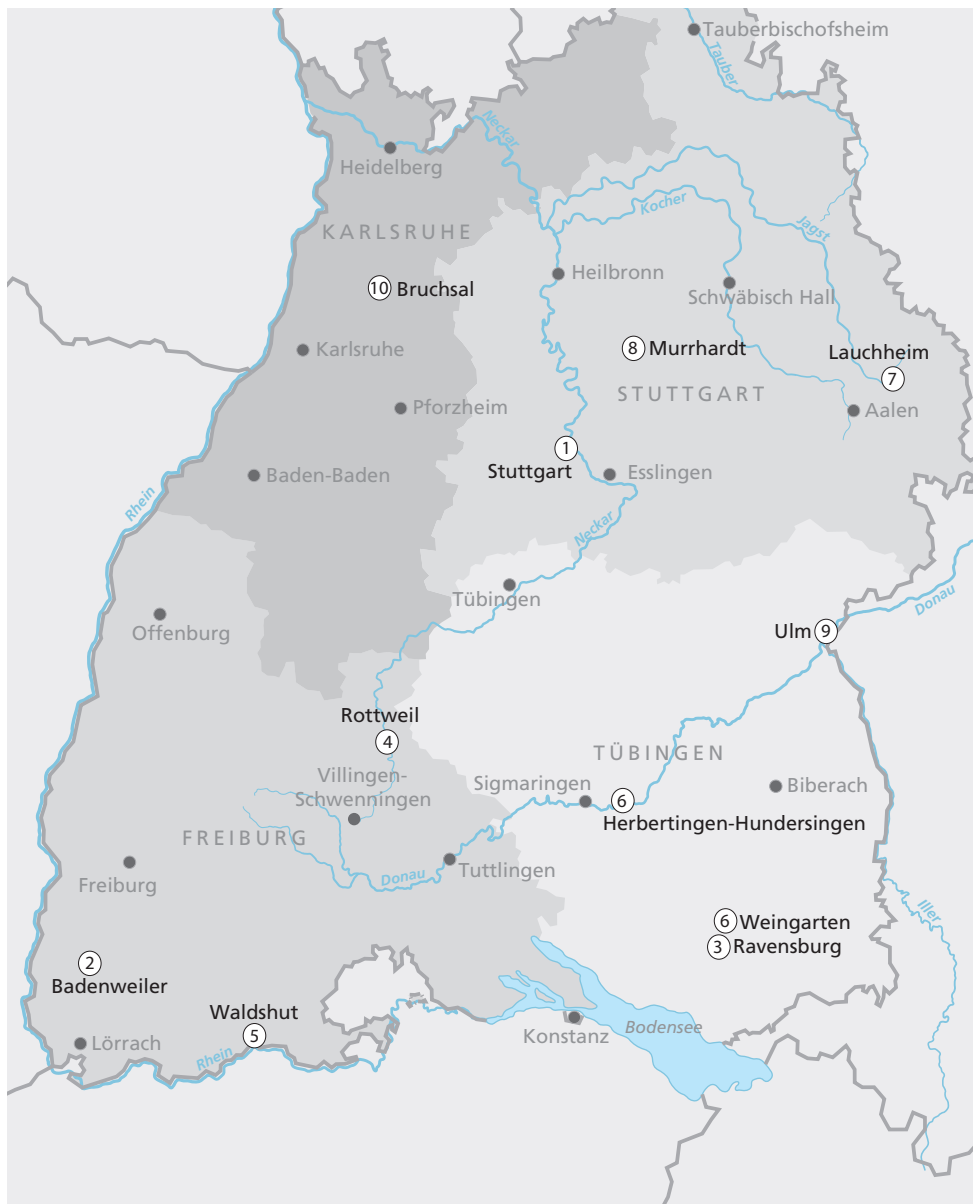 Tauberbischofsheim
Tauber
Neckar
Heidelberg
Kocher
Jagst
KARLSRUHE
Heilbronn
Schwäbisch Hall
10 Bruchsal
Karlsruhe
8 Murrhardt
Lauchheim
7
STUTTGART
Pforzheim
Aalen
1
Stuttgart
Esslingen
Baden-Baden
Rhein
Neckar
Tübingen
Donau
Offenburg
Ulm 9
Rottweil
4
TÜBINGEN
Villingen-
Schwenningen
Sigmaringen
6
Biberach
Herbertingen-Hundersingen
FREIBURG
Freiburg
Donau
Tuttlingen
Iller
6 Weingarten
3 Ravensburg
2
Badenweiler
Waldshut
5
Konstanz
Bodensee
Lörrach
Rhein